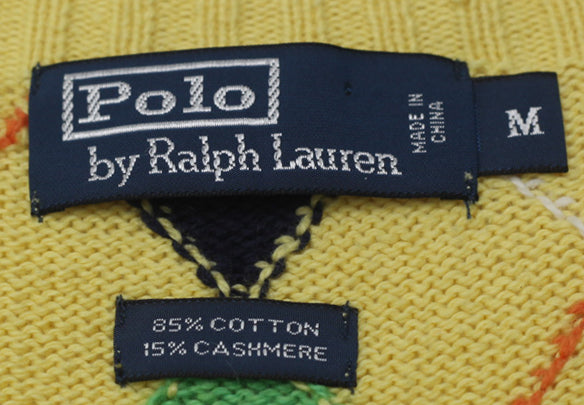 Polo
by Ralph Lauren
MADE IN
CHINA
M
85% COTTON
15% CASHMERE